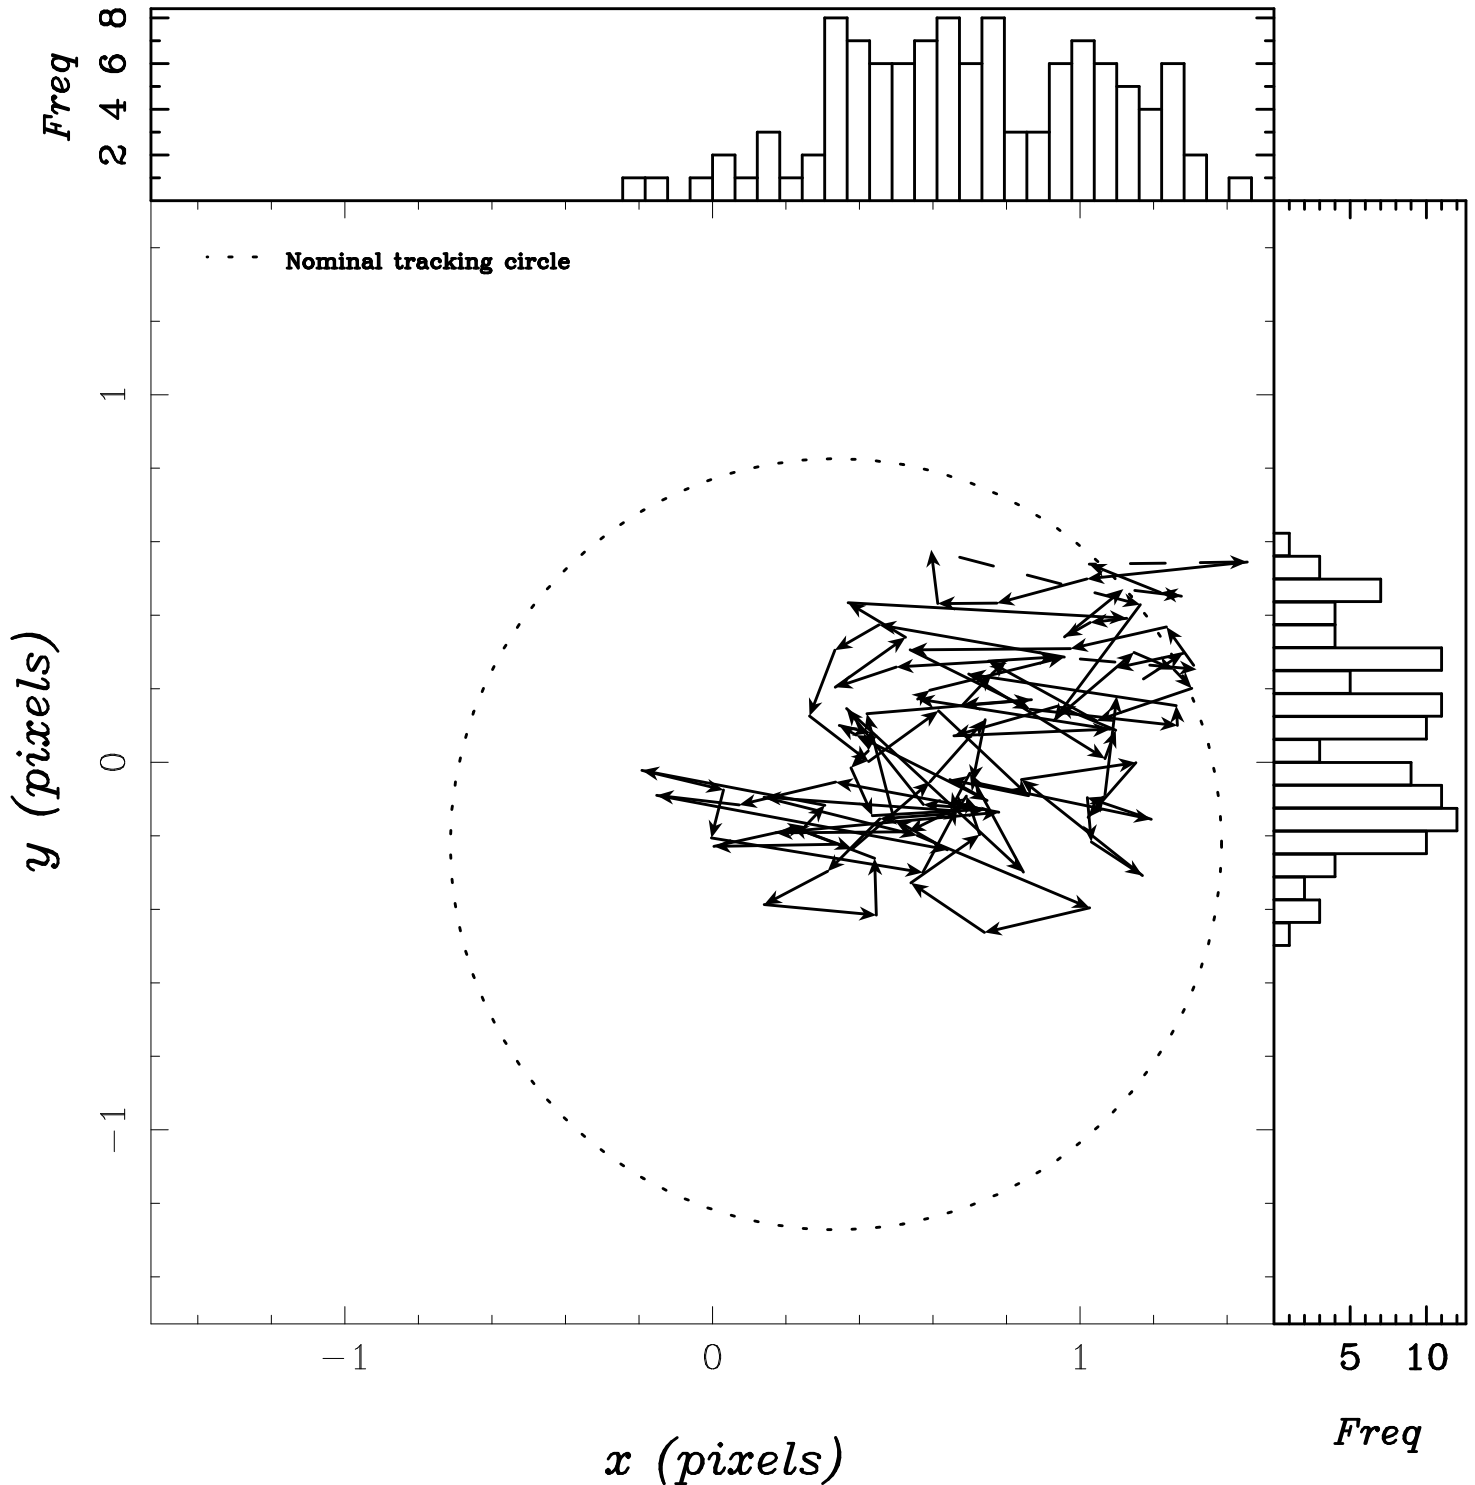 Freq
8
6
4
2
Nominal tracking circle
y (pixels)
1
0
−1
−1 0 1
5 10
x (pixels)
Freq